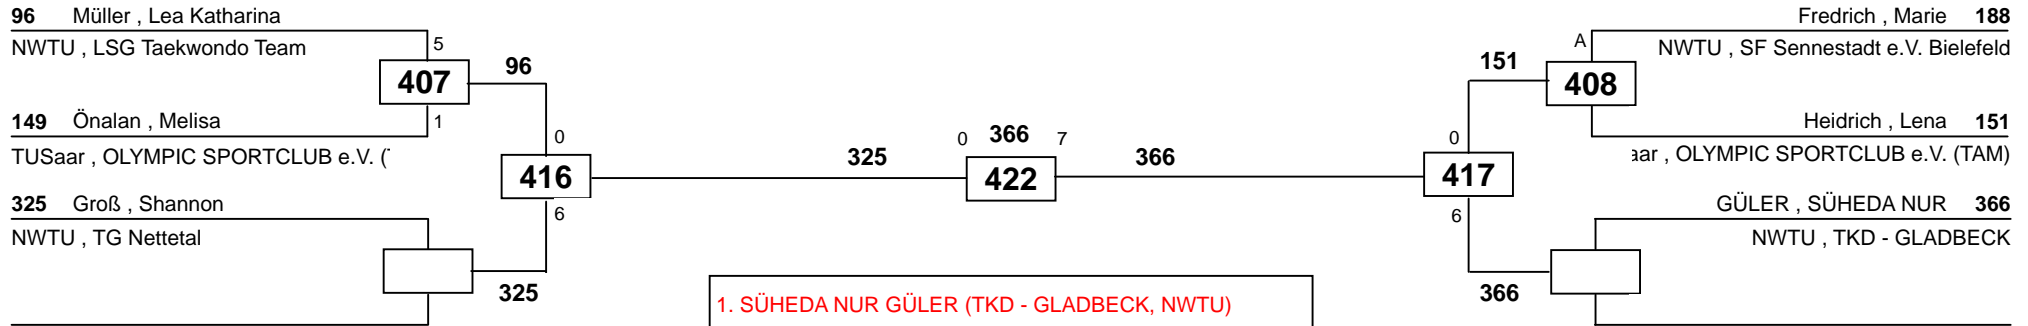 96 Müller , Lea Katharina
NWTU , LSG Taekwondo Team
5
407
96
1
149 Önalan , Melisa
TUSaar , OLYMPIC SPORTCLUB e.V. (
0
416
6
325 Groß , Shannon
NWTU , TG Nettetal
325
325
0 366 7
422
366
1. SÜHEDA NUR GÜLER (TKD - GLADBECK, NWTU)
Fredrich , Marie 188
NWTU , SF Sennestadt e.V. Bielefeld
A
151
408
Heidrich , Lena 151
aar , OLYMPIC SPORTCLUB e.V. (TAM)
0
417
6
GÜLER , SÜHEDA NUR 366
NWTU , TKD - GLADBECK
366